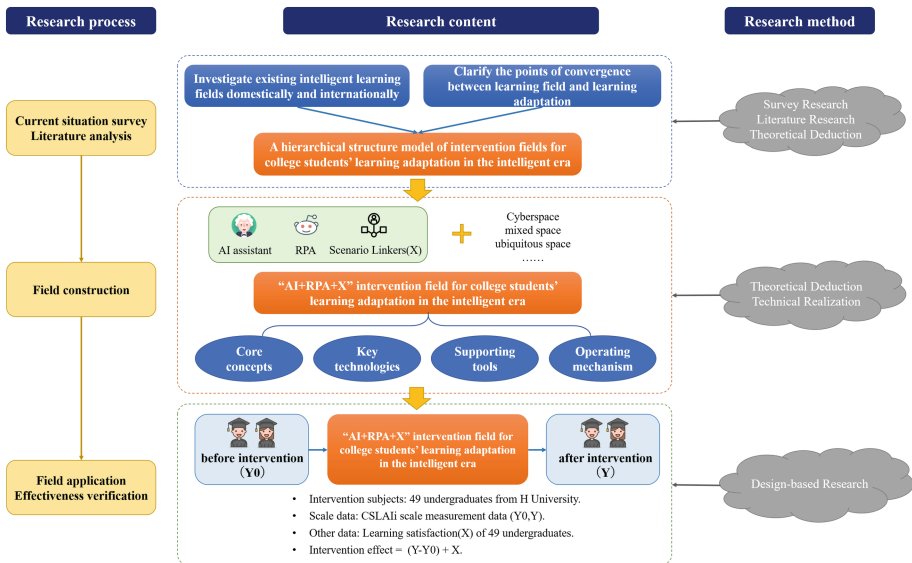 Research process
Research content
Research method
Investigate existing intelligent learning
fields domestically and internationally
Clarify the points of convergence
between learning field and learning
adaptation
Current situation survey
Literature analysis
Survey Research
Literature Research
Theoretical Deduction
A hierarchical structure model of intervention fields for
college students' learning adaptation in the intelligent era
AI assistant
RPA
Scenario Linkers(X)
Cyberspace
mixed space
ubiquitous space
……
Field construction
"AI+RPA+X" intervention field for college students'
learning adaptation in the intelligent era
Theoretical Deduction
Technical Realization
Core
concepts
Key
technologies
Supporting
tools
Operating
mechanism
before intervention
(Y0)
"AI+RPA+X" intervention field for
college students' learning adaptation
in the intelligent era
after intervention
(Y)
Field application
Effectiveness verification
Design-based Research
• Intervention subjects: 49 undergraduates from H University.
• Scale data: CSLAIi scale measurement data (Y0,Y).
• Other data: Learning satisfaction(X) of 49 undergraduates.
• Intervention effect = (Y-Y0) + X.